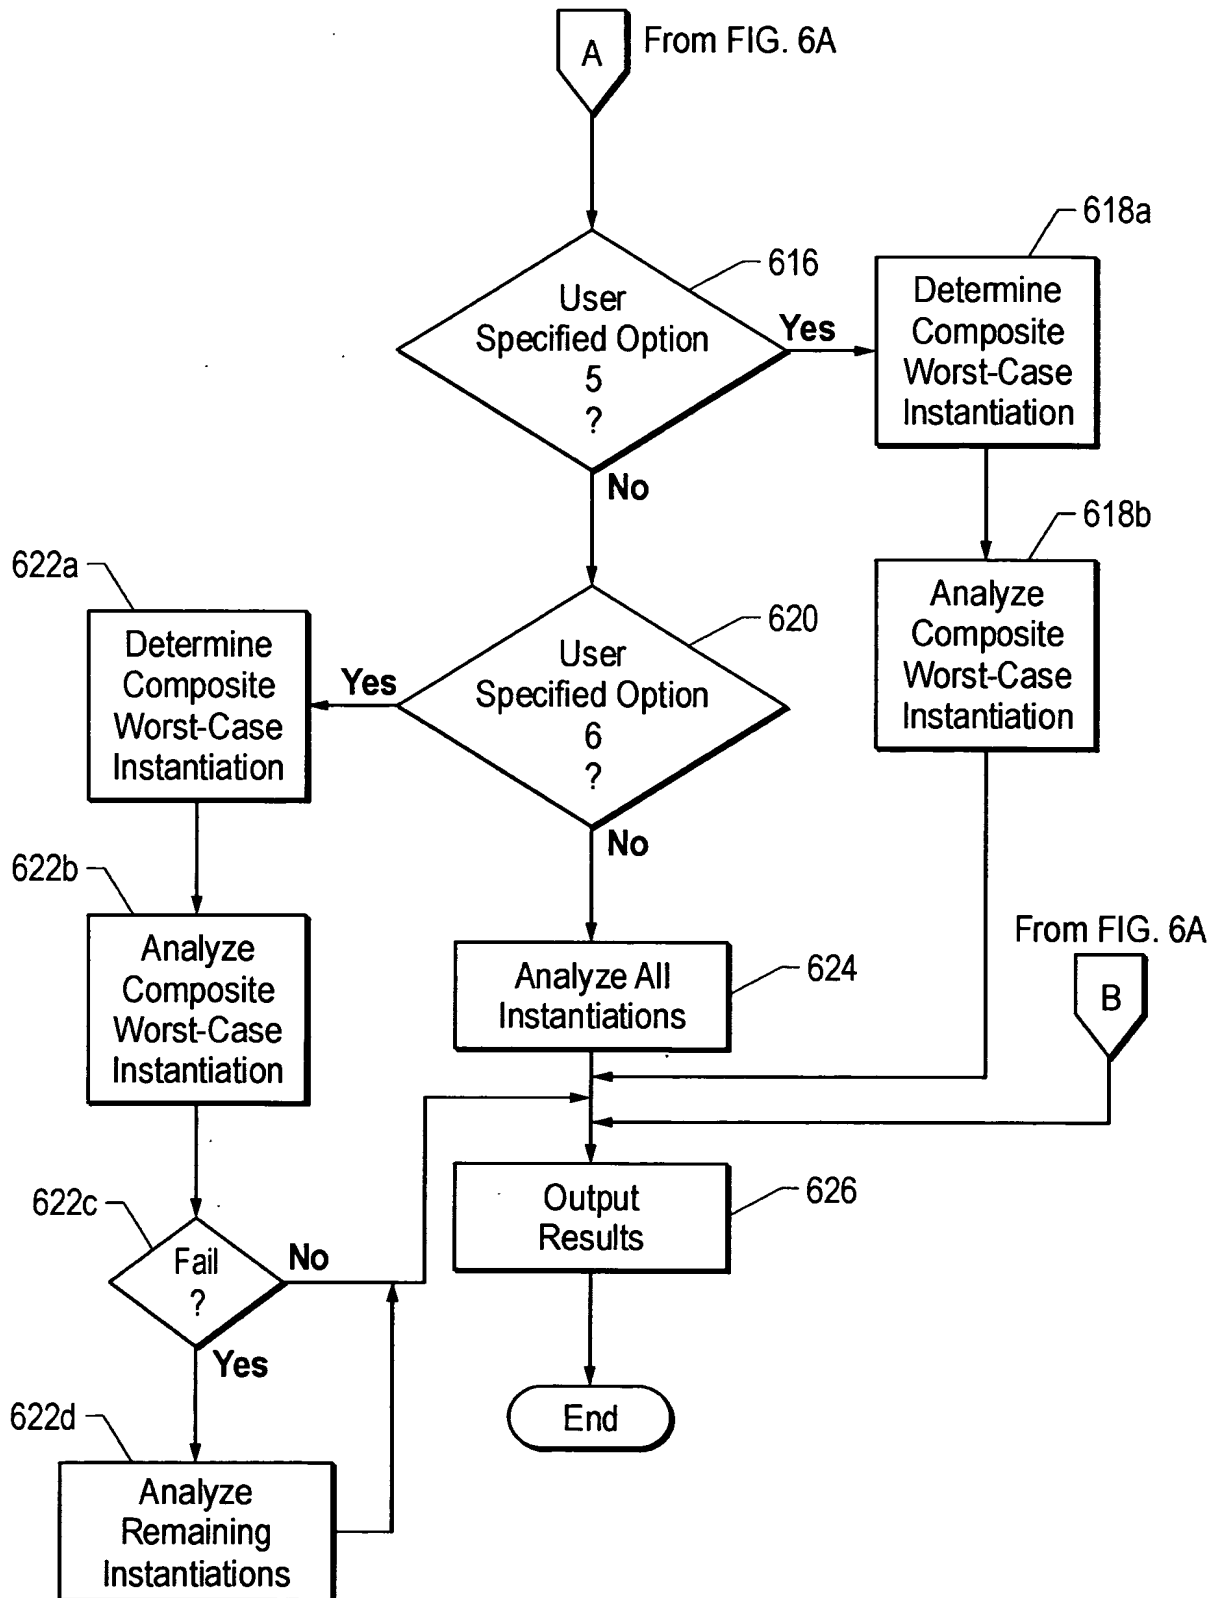 A
From FIG. 6A
616
User
Specified Option
5
?
Yes
No
618a
Determine
Composite
Worst-Case
Instantiation
618b
Analyze
Composite
Worst-Case
Instantiation
620
User
Specified Option
6
?
Yes
No
622a
Determine
Composite
Worst-Case
Instantiation
622b
Analyze
Composite
Worst-Case
Instantiation
622c
Fail
?
No
Yes
622d
Analyze
Remaining
Instantiations
Analyze All
Instantiations
624
From FIG. 6A
B
Output
Results
626
End